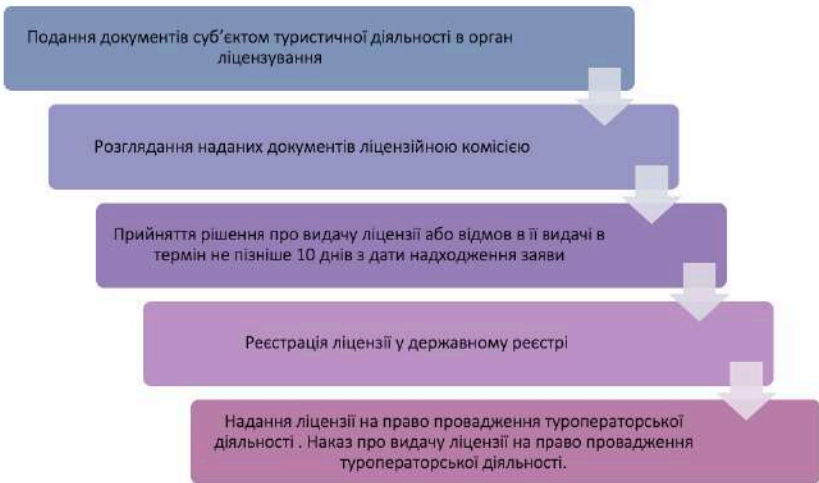 Подання документів суб’єктом туристичної діяльності в орган
ліцензування
Розглядання наданих документів ліцензійною комісією
Прийняття рішення про видачу ліцензії або відмов в її видачі в
термін не пізніше 10 днів з дати надходження заяви
Реєстрація ліцензії у державному реєстрі
Надання ліцензії на право провадження туроператорської
діяльності . Наказ про видачу ліцензії на право провадження
туроператорської діяльності.